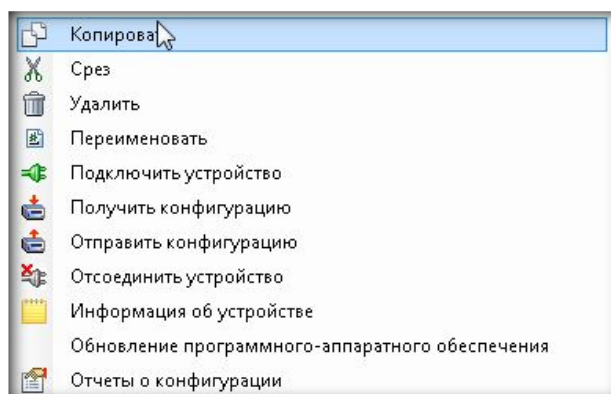 Копировать
Срез
Удалить
Переименовать
Подключить устройство
Получить конфигурацию
Отправить конфигурацию
Отсоединить устройство
Информация об устройстве
Обновление программного-аппаратного обеспечения
Отчеты о конфигурации